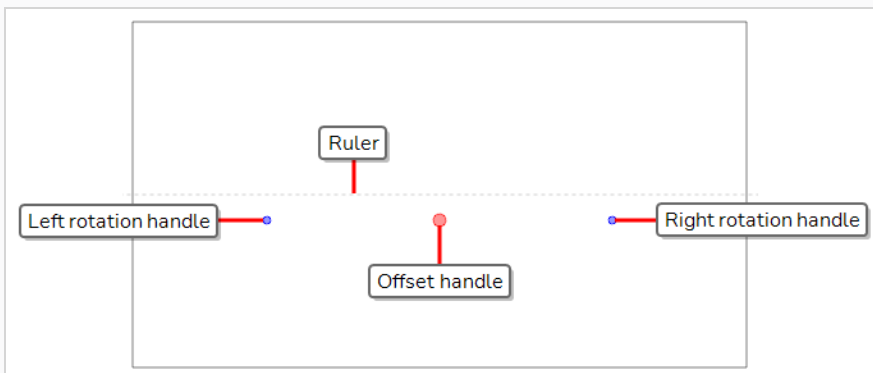 Ruler
Left rotation handle
Right rotation handle
Offset handle